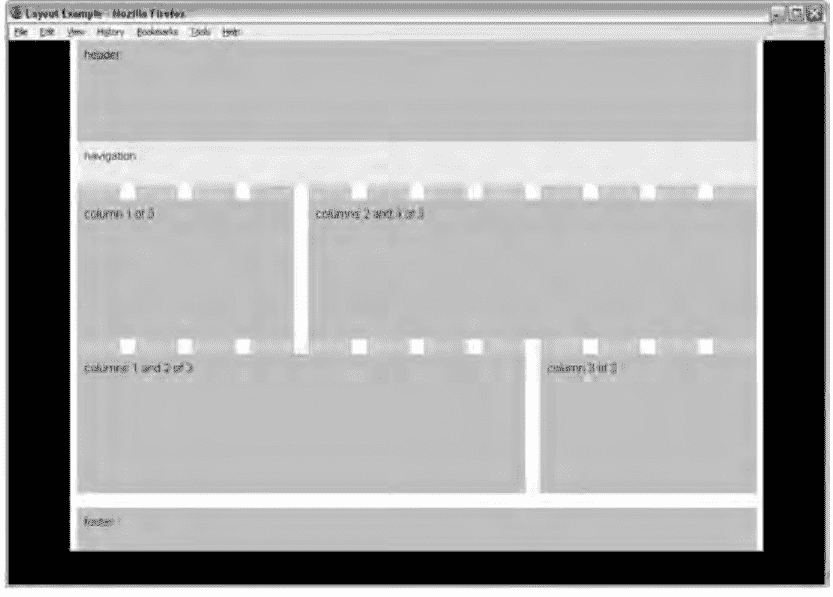 Layout Example - Mozilla Firefox
File Edit View History Bookmarks Tools Help
header
navigation
column 1 of 3
columns 2 and 3 of 3
columns 1 and 2 of 3
column 3 of 3
footer